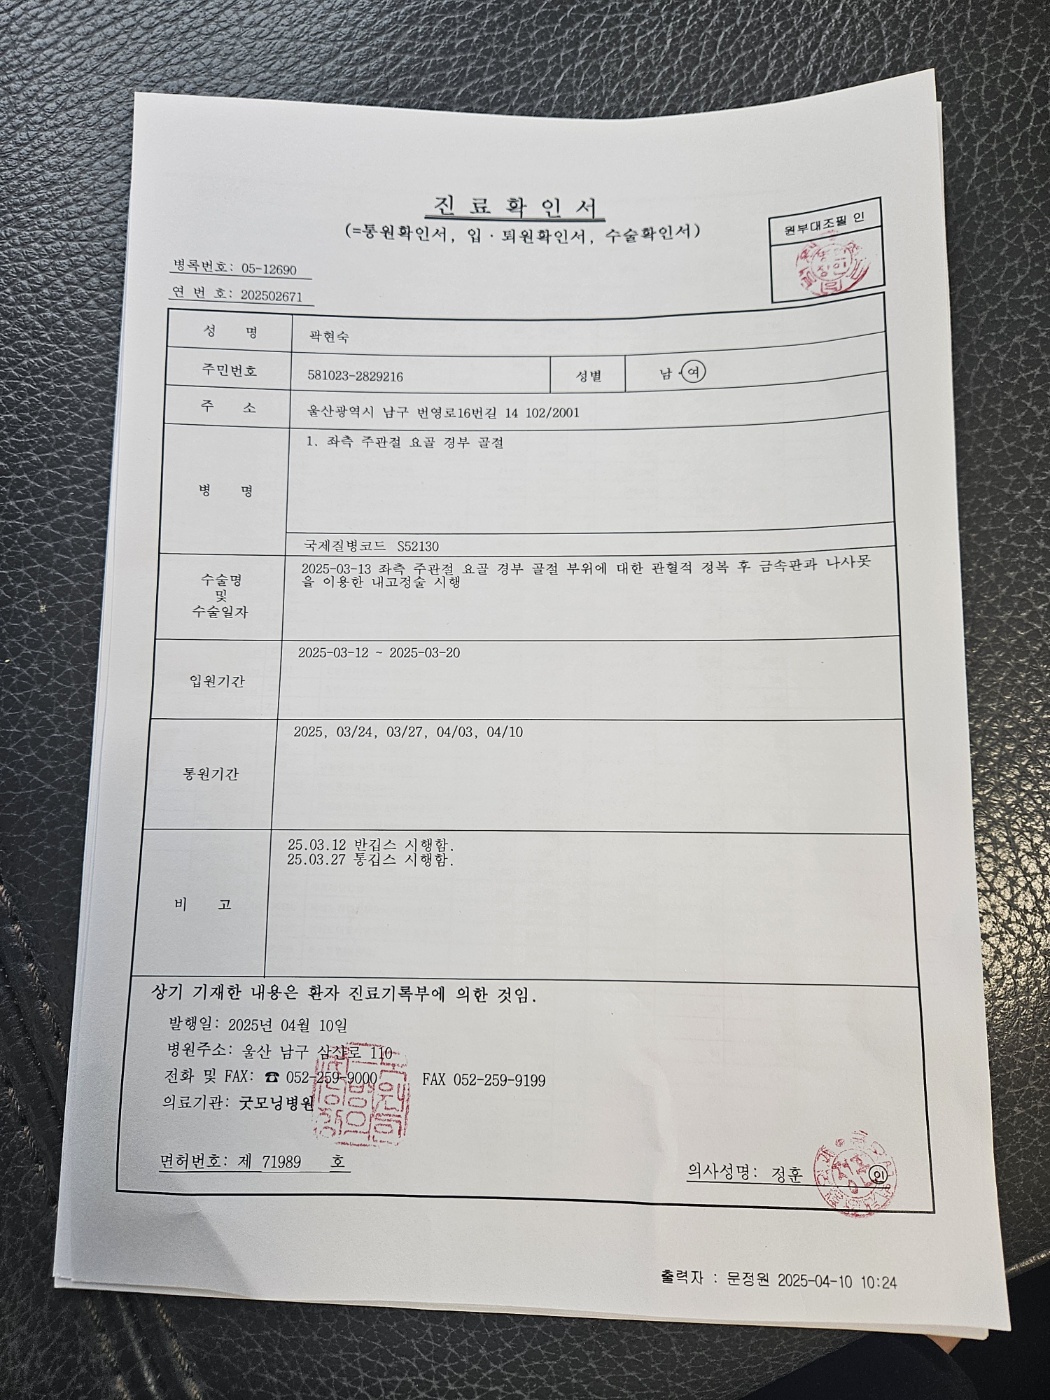 진 료 확 인 서
(=통원확인서, 입 · 퇴원확인서, 수술확인서)
원부대조필 인
병록번호: 05-12690
연 번 호: 202502671
성 명 곽현숙
주민번호 581023-2829216 성별 남 · 여
주 소 울산광역시 남구 번영로16번길 14 102/2001
병 명 1. 좌측 주관절 요골 경부 골절
국제질병코드 S52130
수술명 및 수술일자 2025-03-13 좌측 주관절 요골 경부 골절 부위에 대한 관혈적 정복 후 금속판과 나사못
을 이용한 내고정술 시행
입원기간 2025-03-12 ~ 2025-03-20
통원기간 2025, 03/24, 03/27, 04/03, 04/10
비 고 25.03.12 반깁스 시행함.
25.03.27 통깁스 시행함.
상기 기재한 내용은 환자 진료기록부에 의한 것임.
발행일: 2025년 04월 10일
병원주소: 울산 남구 삼산로 110
전화 및 FAX: ☎ 052-259-9000 FAX 052-259-9199
의료기관: 굿모닝병원
면허번호: 제 71989 호
의사성명: 정훈 인
출력자 : 문정원 2025-04-10 10:24